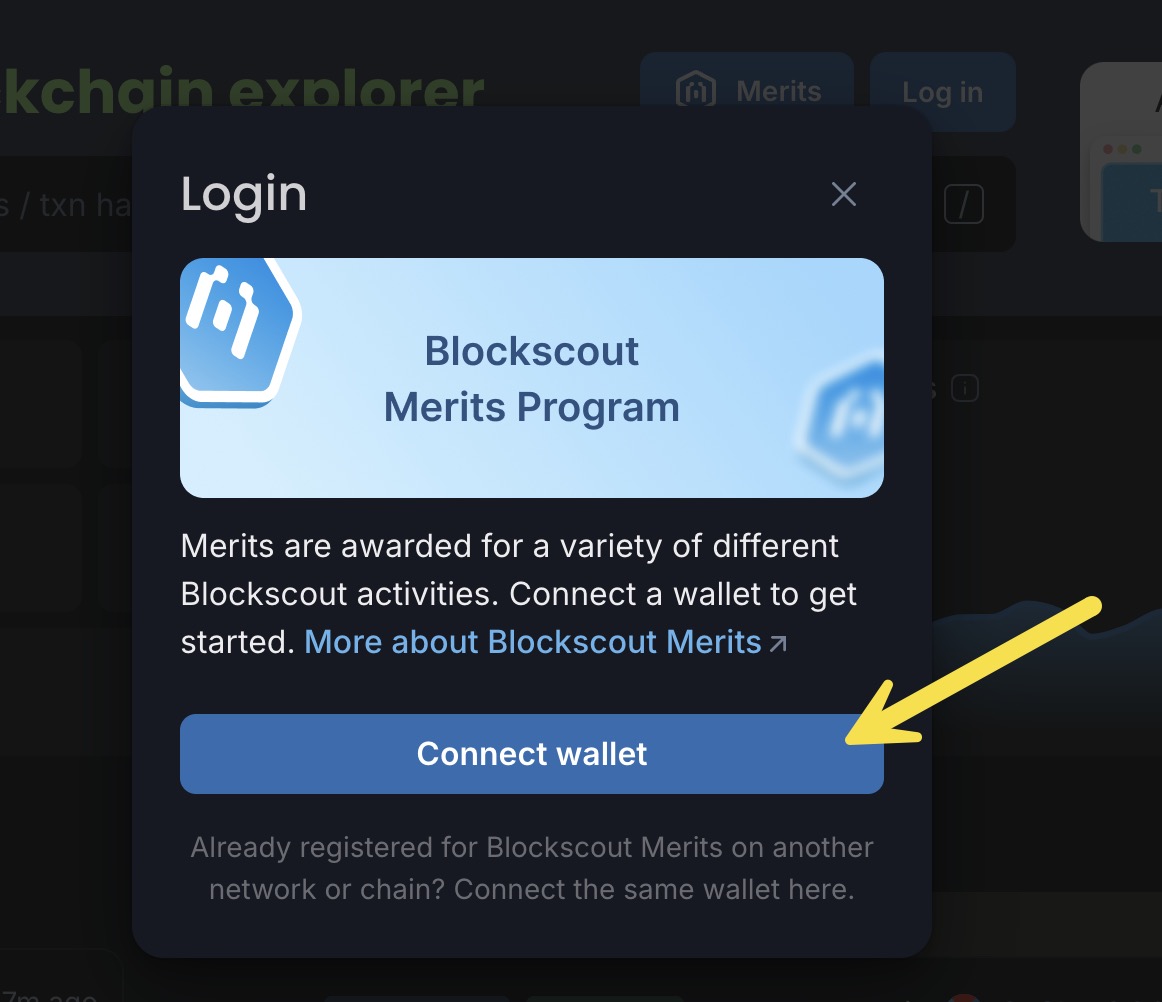 kchain explorer
Merits
Log in
s / txn ha
/
Login
Blockscout
Merits Program
Merits are awarded for a variety of different
Blockscout activities. Connect a wallet to get
started. More about Blockscout Merits
Connect wallet
Already registered for Blockscout Merits on another
network or chain? Connect the same wallet here.
7m ago